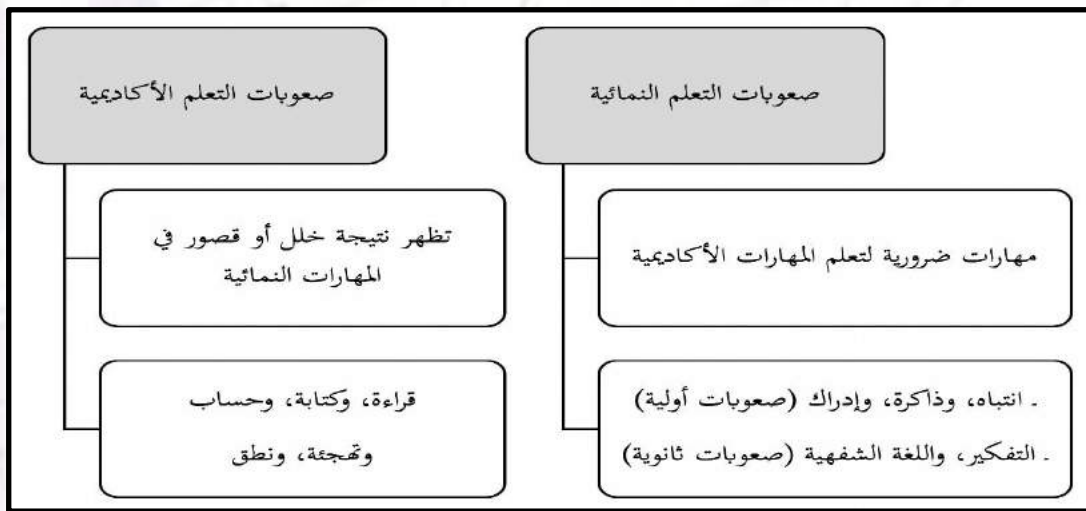 صعوبات التعلم النمائية
مهارات ضرورية لتعلم المهارات الأكاديمية
ـ انتباه، وذاكرة، وإدراك (صعوبات أولية)
ـ التفكير، واللغة الشفهية (صعوبات ثانوية)
صعوبات التعلم الأكاديمية
تظهر نتيجة خلل أو قصور في
المهارات النمائية
قراءة، وكتابة، وحساب
وتهجئة، ونطق